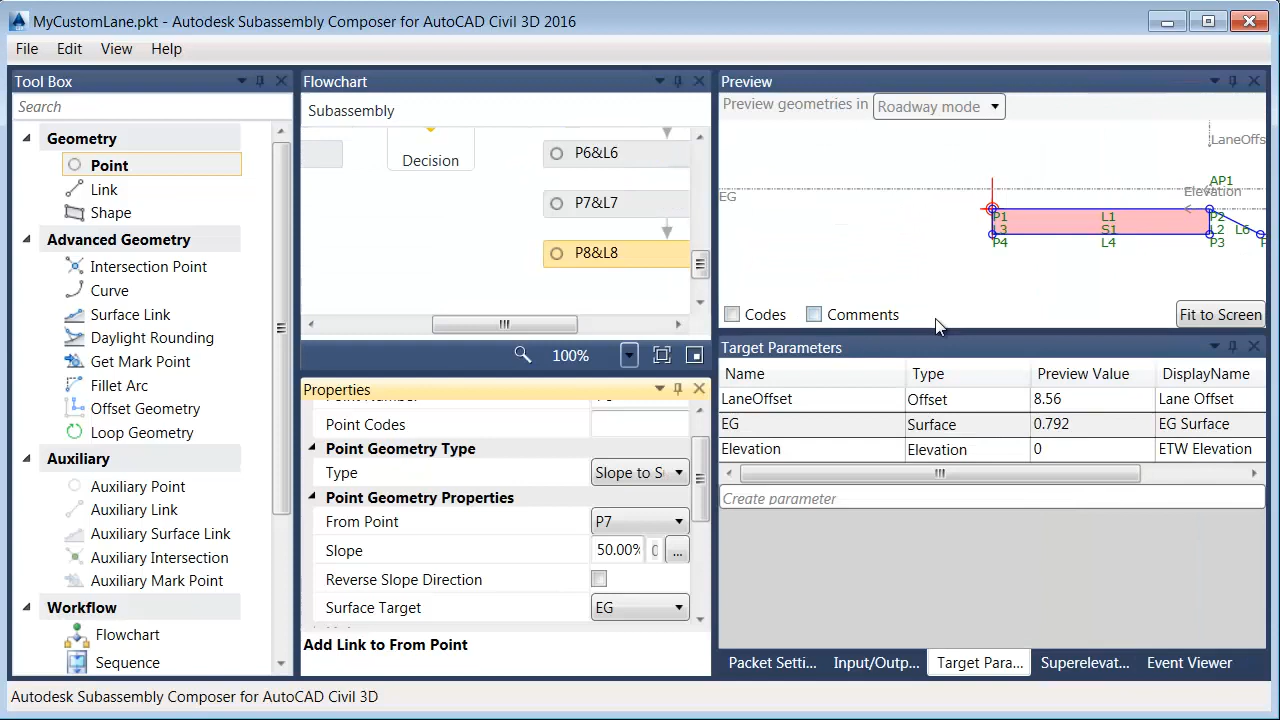 MyCustomLane.pkt - Autodesk Subassembly Composer for AutoCAD Civil 3D 2016
File Edit View Help
Tool Box
Search
Geometry
Point
Link
Shape
Advanced Geometry
Intersection Point
Curve
Surface Link
Daylight Rounding
Get Mark Point
Fillet Arc
Offset Geometry
Loop Geometry
Auxiliary
Auxiliary Point
Auxiliary Link
Auxiliary Surface Link
Auxiliary Intersection
Auxiliary Mark Point
Workflow
Flowchart
Sequence
Flowchart
Subassembly
Decision
P6&L6
P7&L7
P8&L8
100%
Properties
Point Codes
Point Geometry Type
Type Slope to S
Point Geometry Properties
From Point P7
Slope 50.00% ...
Reverse Slope Direction
Surface Target EG
Add Link to From Point
Preview
Preview geometries in Roadway mode
LaneOffs
AP1
Elevation
EG
P1 L1 P2
L3 S1 L2 L6
P4 L4 P3
Codes Comments Fit to Screen
Target Parameters
Name Type Preview Value DisplayName
LaneOffset Offset 8.56 Lane Offset
EG Surface 0.792 EG Surface
Elevation Elevation 0 ETW Elevation
Create parameter
Packet Setti... Input/Outp... Target Para... Superelevat... Event Viewer
Autodesk Subassembly Composer for AutoCAD Civil 3D